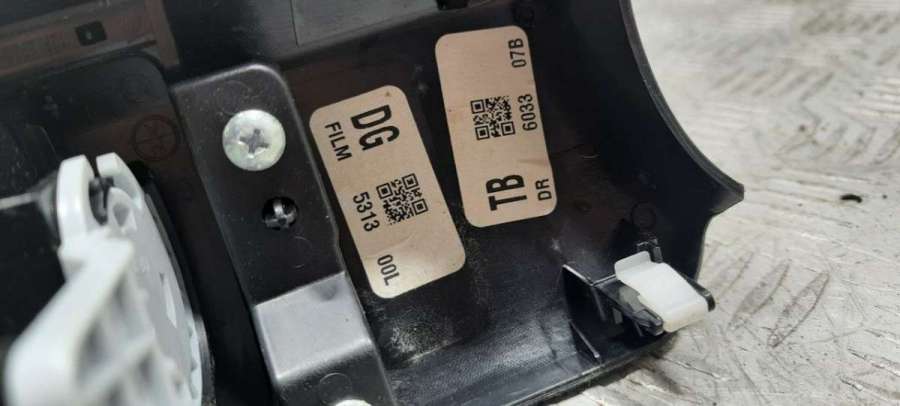 DG
FILM
5313
00L
TB
DR
6033
07B